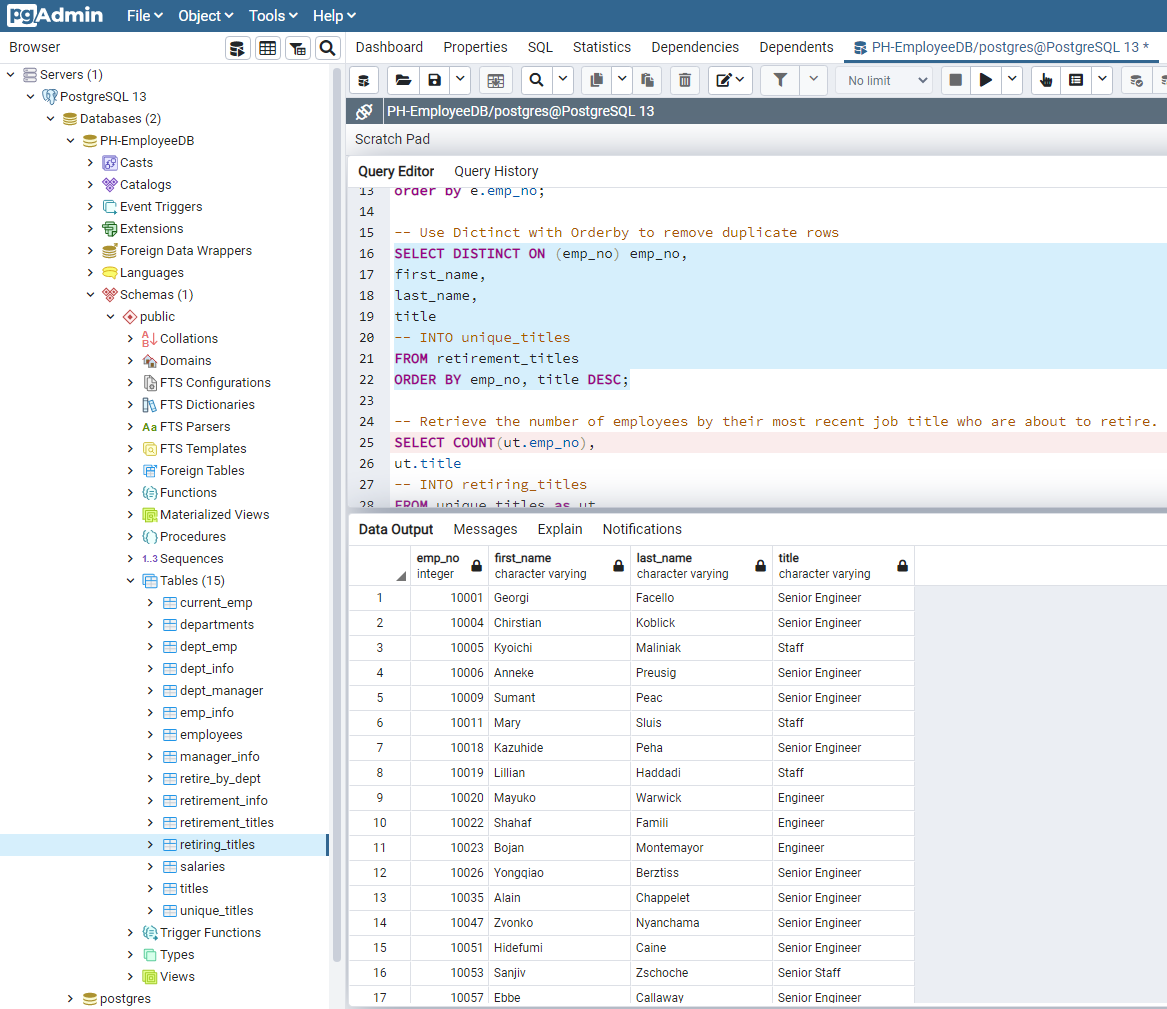 pgAdmin File Object Tools Help
Browser
Dashboard Properties SQL Statistics Dependencies Dependents PH-EmployeeDB/postgres@PostgreSQL 13 *
No limit
PH-EmployeeDB/postgres@PostgreSQL 13
Scratch Pad
Query Editor Query History
Servers (1)
PostgreSQL 13
Databases (2)
PH-EmployeeDB
Casts
Catalogs
Event Triggers
Extensions
Foreign Data Wrappers
Languages
Schemas (1)
public
Collations
Domains
FTS Configurations
FTS Dictionaries
Aa FTS Parsers
FTS Templates
Foreign Tables
Functions
Materialized Views
Procedures
1..3 Sequences
Tables (15)
current_emp
departments
dept_emp
dept_info
dept_manager
emp_info
employees
manager_info
retire_by_dept
retirement_info
retirement_titles
retiring_titles
salaries
titles
unique_titles
Trigger Functions
Types
Views
postgres
13 order by e.emp_no;
14
15 -- Use Dictinct with Orderby to remove duplicate rows
16 SELECT DISTINCT ON (emp_no) emp_no,
17 first_name,
18 last_name,
19 title
20 -- INTO unique_titles
21 FROM retirement_titles
22 ORDER BY emp_no, title DESC;
23
24 -- Retrieve the number of employees by their most recent job title who are about to retire.
25 SELECT COUNT(ut.emp_no),
26 ut.title
27 -- INTO retiring_titles
28 FROM unique_titles as ut
Data Output Messages Explain Notifications
emp_no first_name last_name title
integer character varying character varying character varying
1 10001 Georgi Facello Senior Engineer
2 10004 Chirstian Koblick Senior Engineer
3 10005 Kyoichi Maliniak Staff
4 10006 Anneke Preusig Senior Engineer
5 10009 Sumant Peac Senior Engineer
6 10011 Mary Sluis Staff
7 10018 Kazuhide Peha Senior Engineer
8 10019 Lillian Haddadi Staff
9 10020 Mayuko Warwick Engineer
10 10022 Shahaf Famili Engineer
11 10023 Bojan Montemayor Engineer
12 10026 Yongqiao Berztiss Senior Engineer
13 10035 Alain Chappelet Senior Engineer
14 10047 Zvonko Nyanchama Senior Engineer
15 10051 Hidefumi Caine Senior Engineer
16 10053 Sanjiv Zschoche Senior Staff
17 10057 Ebbe Callaway Senior Engineer